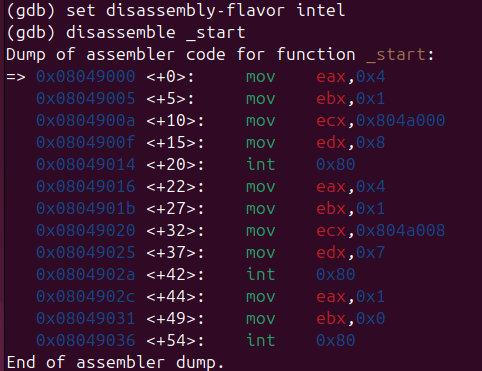 (gdb) set disassembly-flavor intel
(gdb) disassemble _start
Dump of assembler code for function _start:
=> 0x08049000 <+0>:     mov    eax,0x4
   0x08049005 <+5>:     mov    ebx,0x1
   0x0804900a <+10>:    mov    ecx,0x804a000
   0x0804900f <+15>:    mov    edx,0x8
   0x08049014 <+20>:    int    0x80
   0x08049016 <+22>:    mov    eax,0x4
   0x0804901b <+27>:    mov    ebx,0x1
   0x08049020 <+32>:    mov    ecx,0x804a008
   0x08049025 <+37>:    mov    edx,0x7
   0x0804902a <+42>:    int    0x80
   0x0804902c <+44>:    mov    eax,0x1
   0x08049031 <+49>:    mov    ebx,0x0
   0x08049036 <+54>:    int    0x80
End of assembler dump.